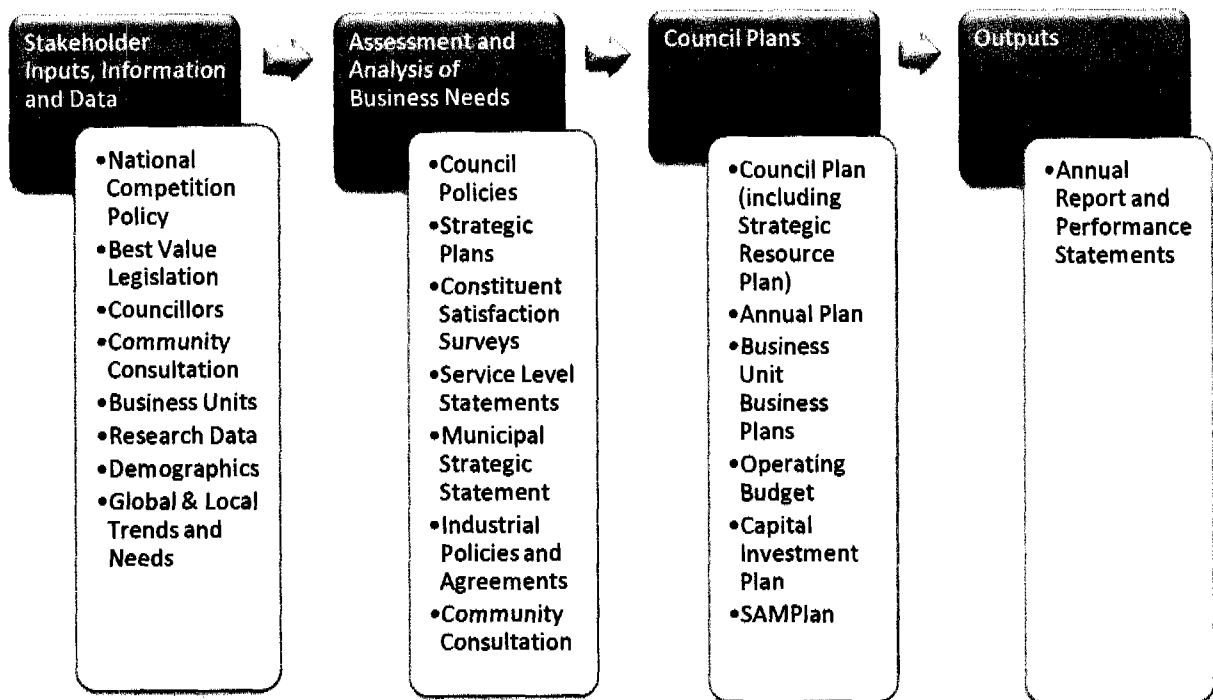 Stakeholder
Inputs, Information
and Data
•National
Competition
Policy
•Best Value
Legislation
•Councillors
•Community
Consultation
•Business Units
•Research Data
•Demographics
•Global & Local
Trends and
Needs
Assessment and
Analysis of
Business Needs
•Council
Policies
•Strategic
Plans
•Constituent
Satisfaction
Surveys
•Service Level
Statements
•Municipal
Strategic
Statement
•Industrial
Policies and
Agreements
•Community
Consultation
Council Plans
•Council Plan
(including
Strategic
Resource
Plan)
•Annual Plan
•Business
Unit
Business
Plans
•Operating
Budget
•Capital
Investment
Plan
•SAMPlan
Outputs
•Annual
Report and
Performance
Statements